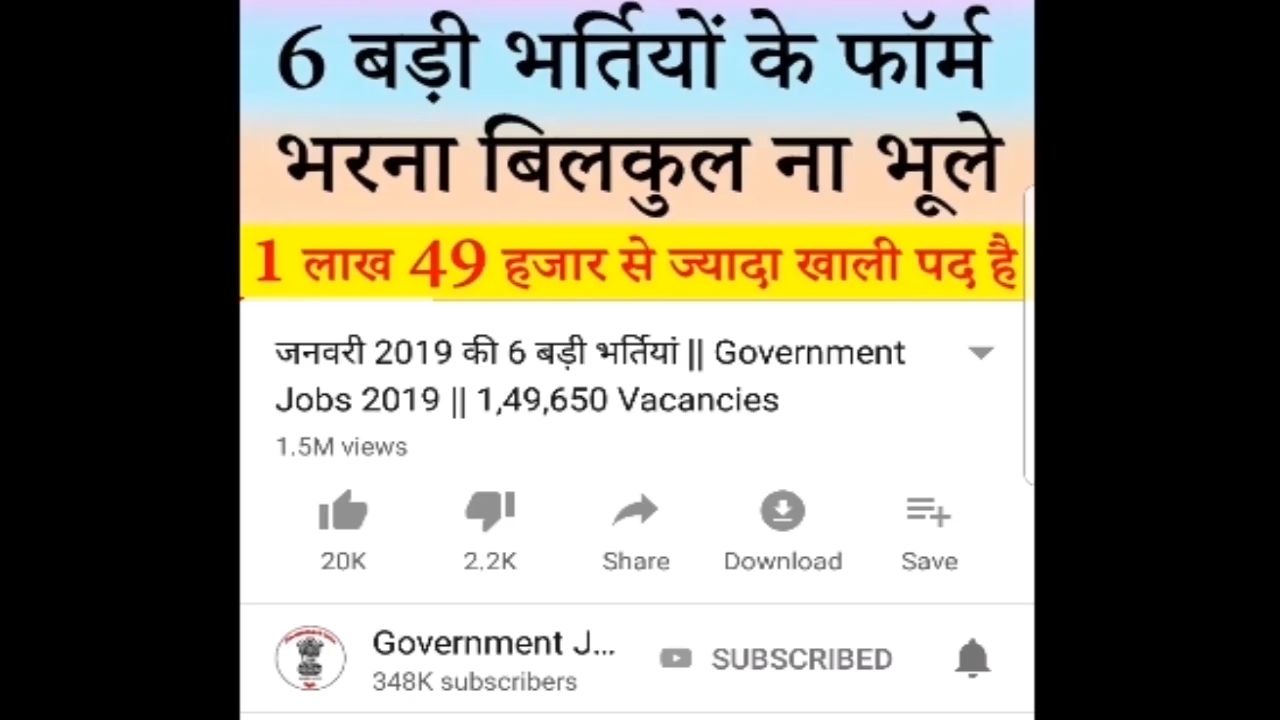 6 बड़ी भर्तियों के फॉर्म
भरना बिलकुल ना भूले
1 लाख 49 हजार से ज्यादा खाली पद है
जनवरी 2019 की 6 बड़ी भर्तियां || Government
Jobs 2019 || 1,49,650 Vacancies
1.5M views
20K 2.2K Share Download Save
Government J... SUBSCRIBED
348K subscribers